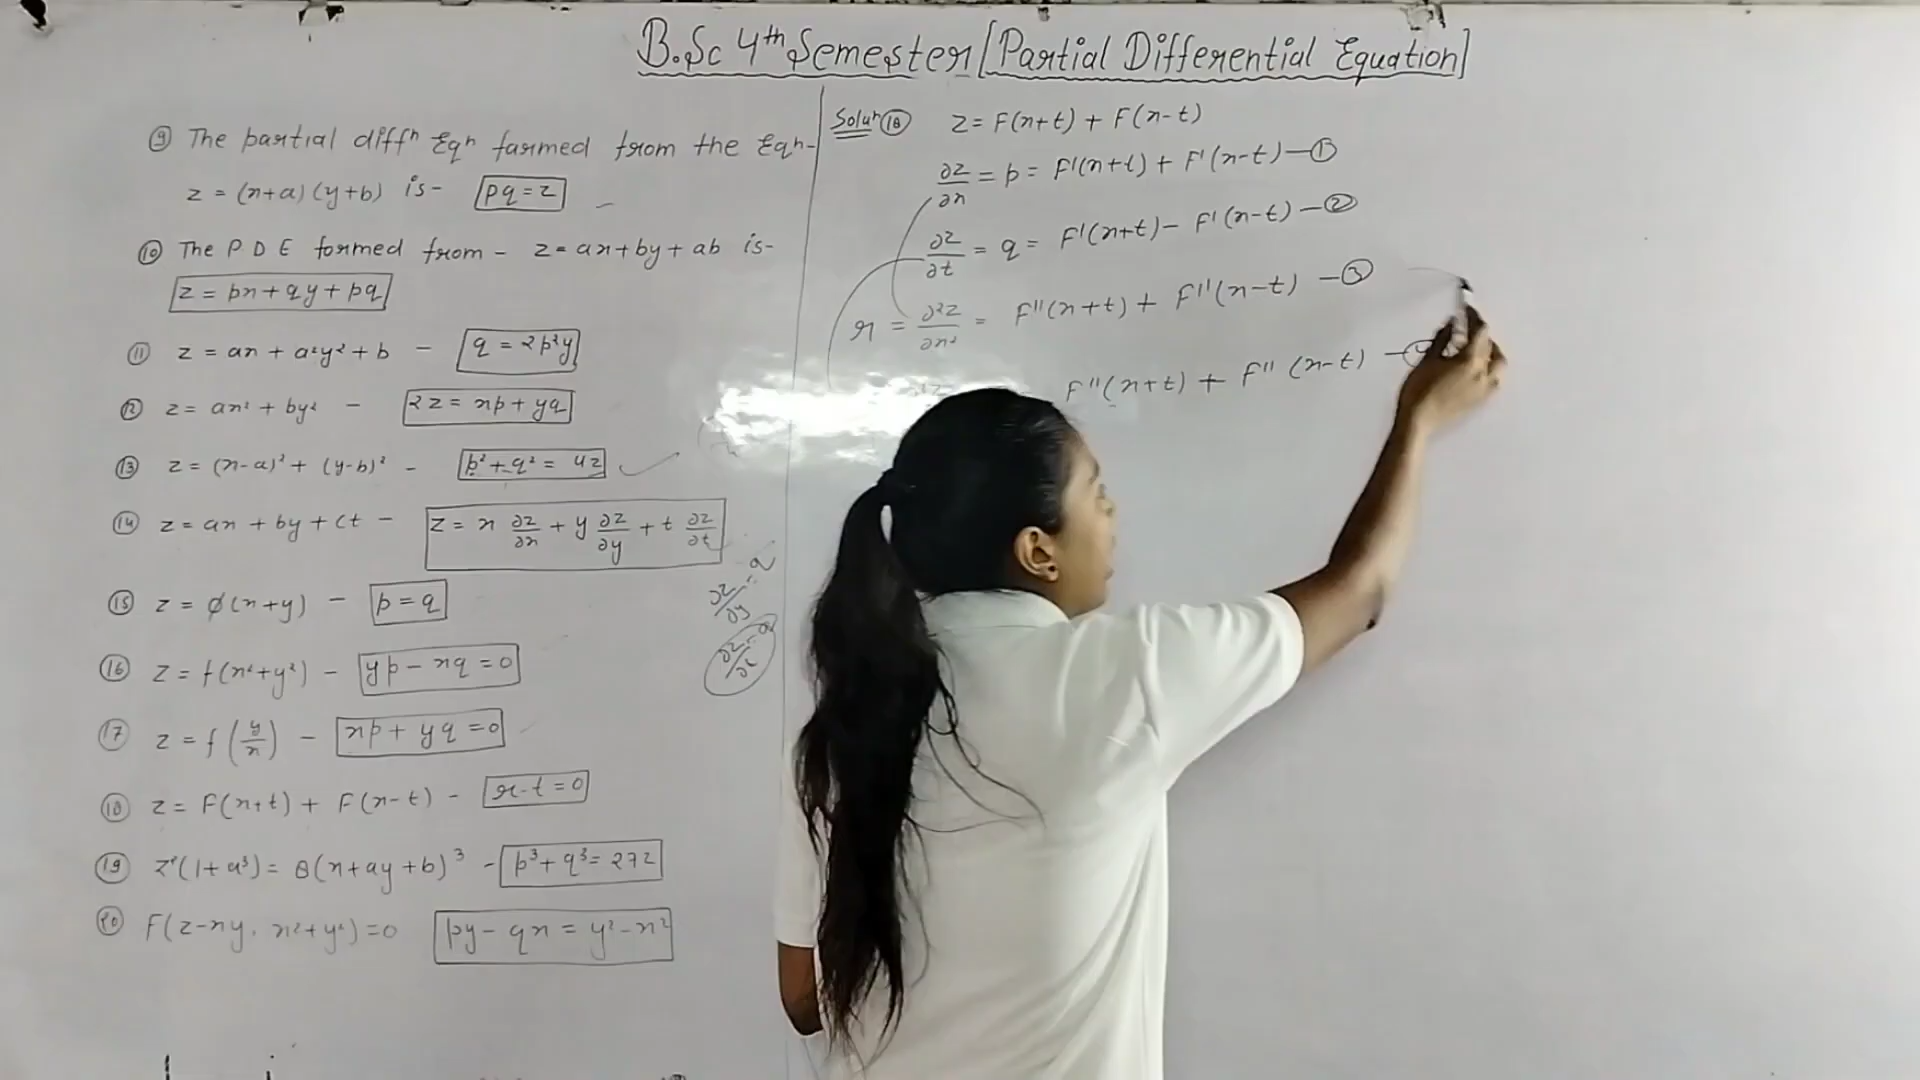 B.Sc 4th Semester [Partial Differential Equation]
⑨ The partial diffⁿ Eqⁿ farmed from the Eqn-
z = (x+a) (y+b) is- pq = z
⑩ The P D E formed from - z = ax+by+ab is-
z = px+qy+pq
⑪ z = ax + a²y² + b - q = 2p²y
⑫ z = ax² + by² - 2z = xp + yq
⑬ z = (x-a)² + (y-b)² - p² + q² = 4z
⑭ z = ax + by + ct - z = x ∂z/∂x + y ∂z/∂y + t ∂z/∂t
∂z/∂y = q
⑮ z = ϕ(x+y) - p = q
⑯ z = f(x²+y²) - yp - xq = 0
⑰ z = f(y/x) - xp + yq = 0
⑱ z = F(x+t) + F(x-t) - r-t = 0
⑲ z²(1+a³) = 8(x+ay+b)³ - p³+q³ = 27z
⑳ F(z-xy, x²+y²) = 0 py - qx = y² - x²
Soluⁿ ⑱ z = F(x+t) + F(x-t)
∂z/∂x = p = F'(x+t) + F'(x-t) - ①
∂z/∂t = q = F'(x+t) - F'(x-t) - ②
r = ∂²z/∂x² = F''(x+t) + F''(x-t) - ③
F''(x+t) + F''(x-t) -